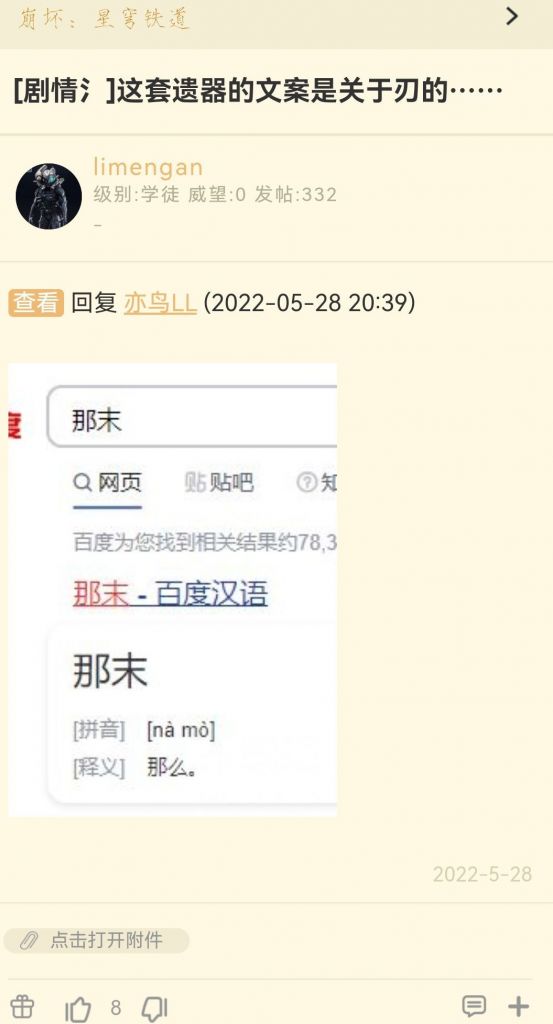 崩坏：星穹铁道
[剧情氵]这套遗器的文案是关于刃的……
limengan
级别:学徒 威望:0 发帖:332
-
查看 回复 亦鸟LL (2022-05-28 20:39)
度
那末
网页 贴吧 知
百度为您找到相关结果约78,3
那末 - 百度汉语
那末
[拼音] [nà mò]
[释义] 那么。
2022-5-28
点击打开附件
8